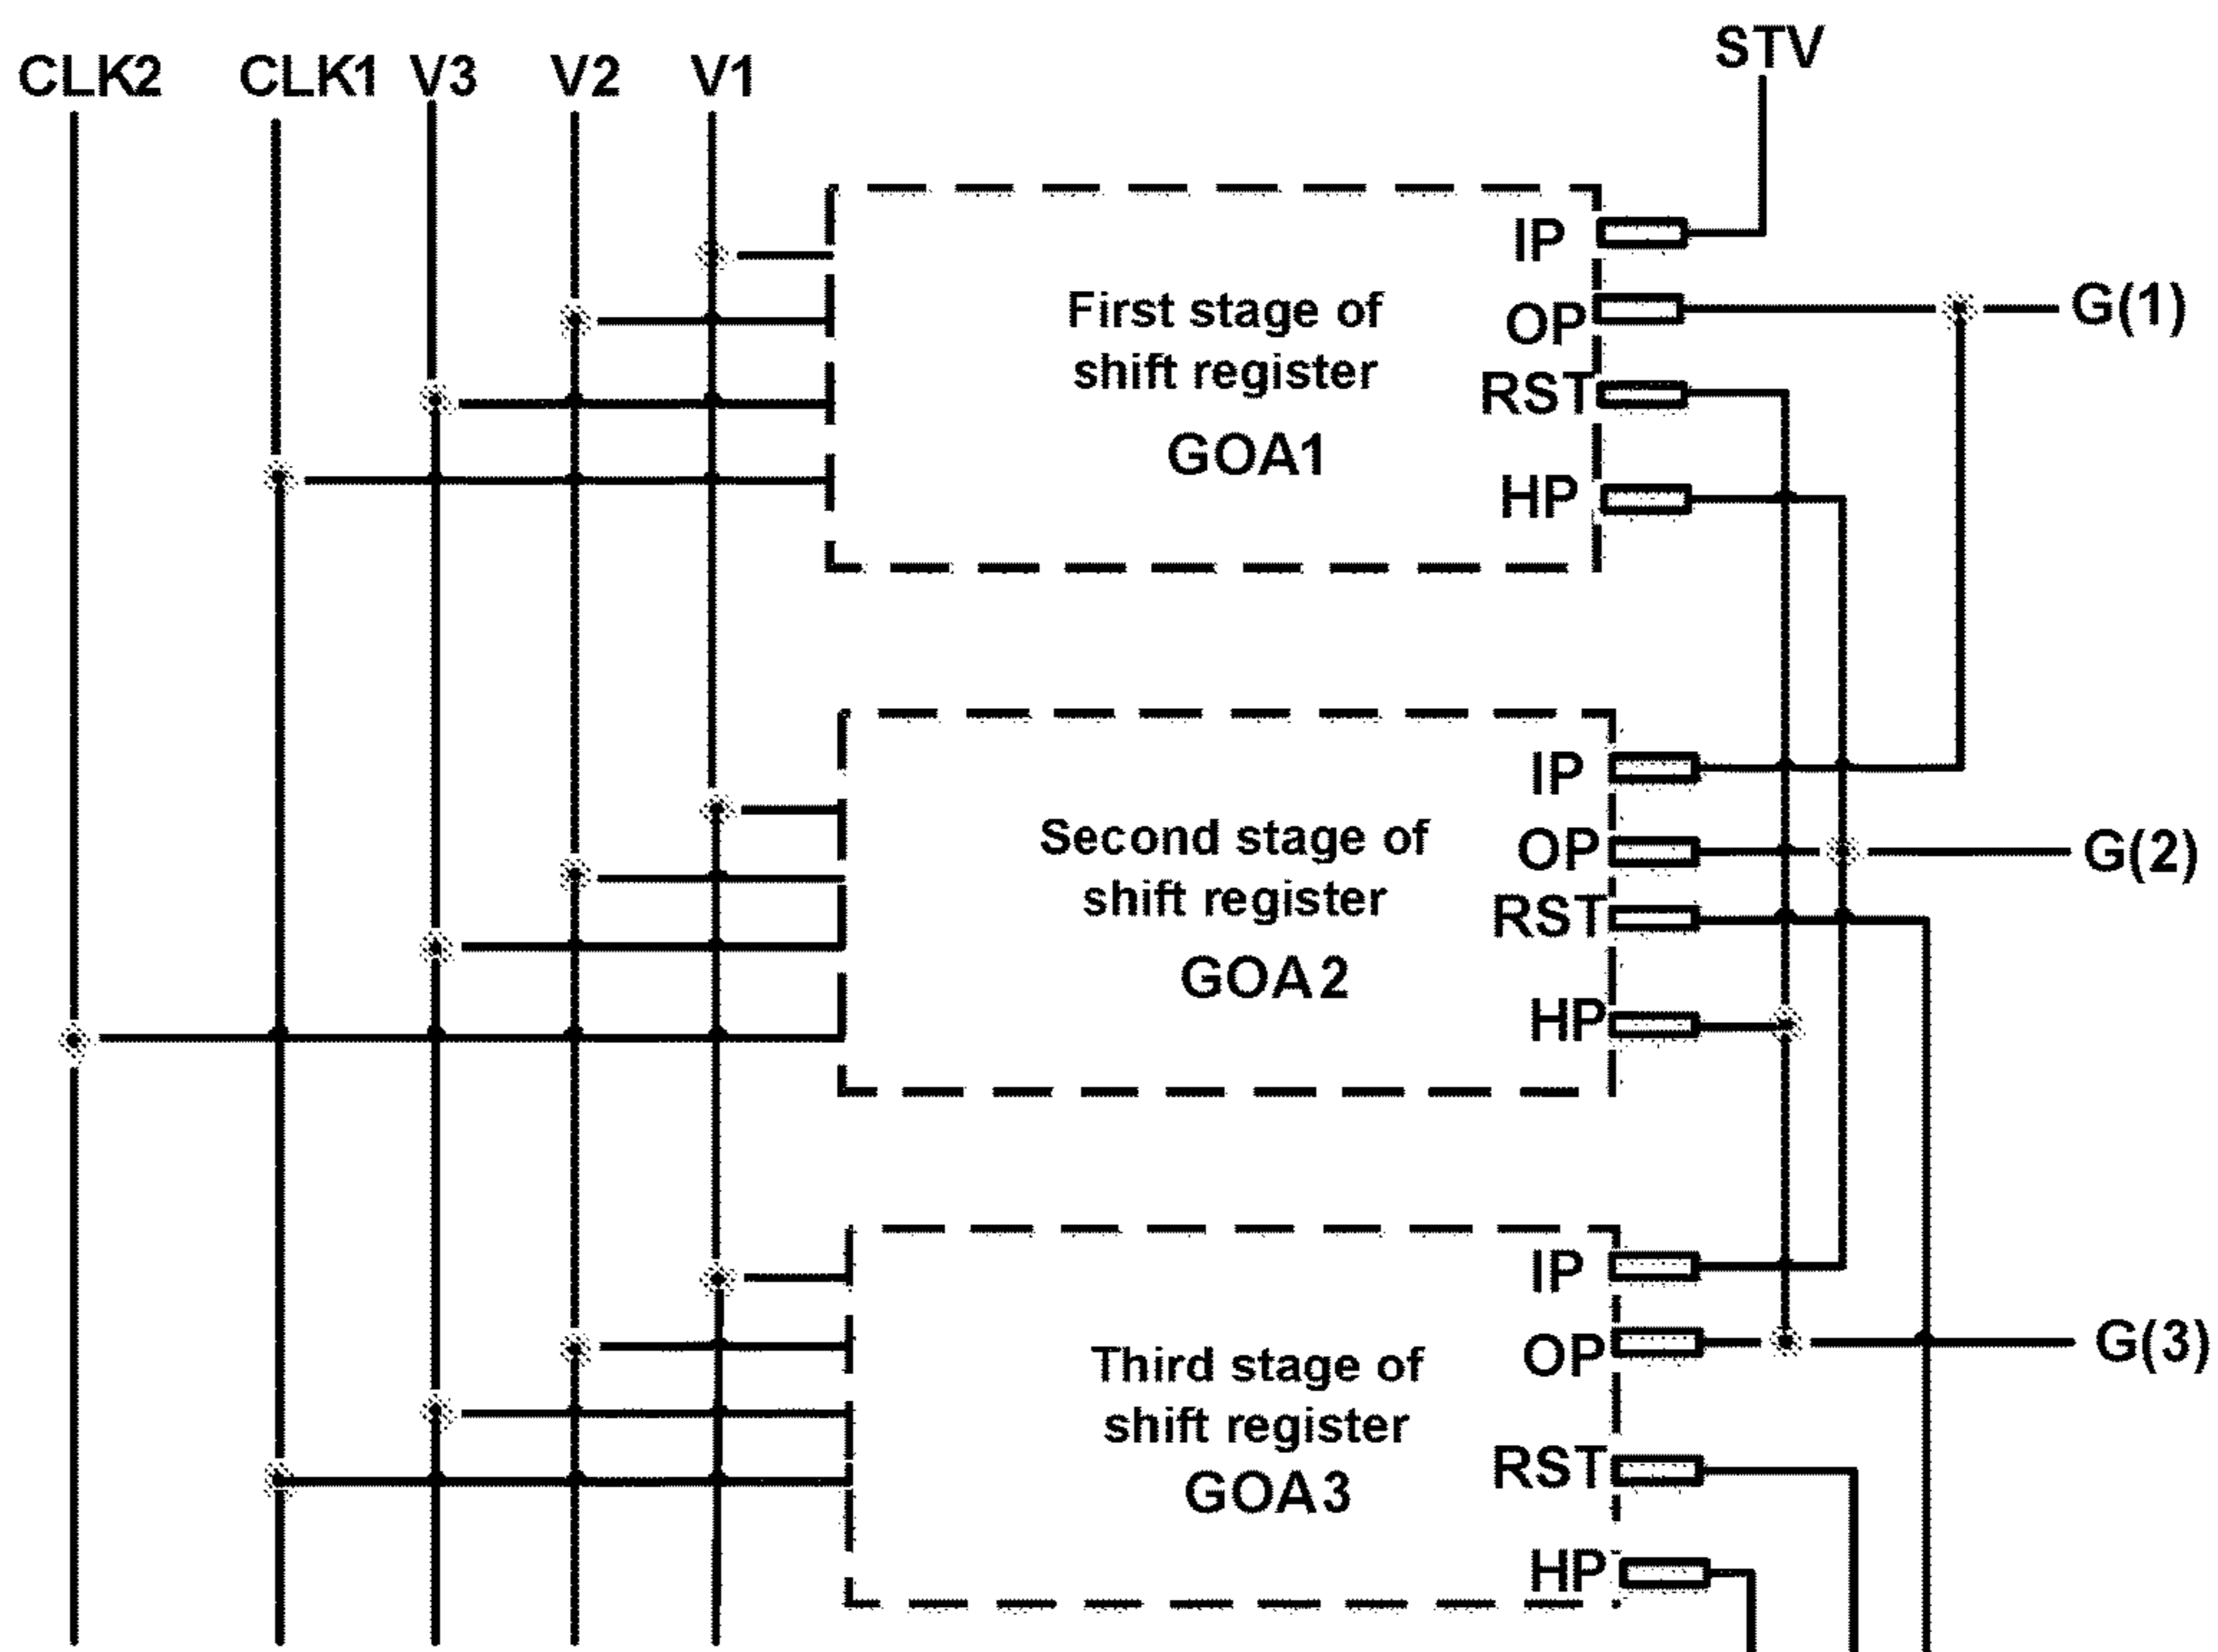 STV
CLK2 CLK1 V3 V2 V1
IP
First stage of
shift register
GOA1
OP
G(1)
RST
HP
IP
Second stage of
shift register
GOA2
OP
G(2)
RST
HP
IP
Third stage of
shift register
GOA3
OP
G(3)
RST
HP